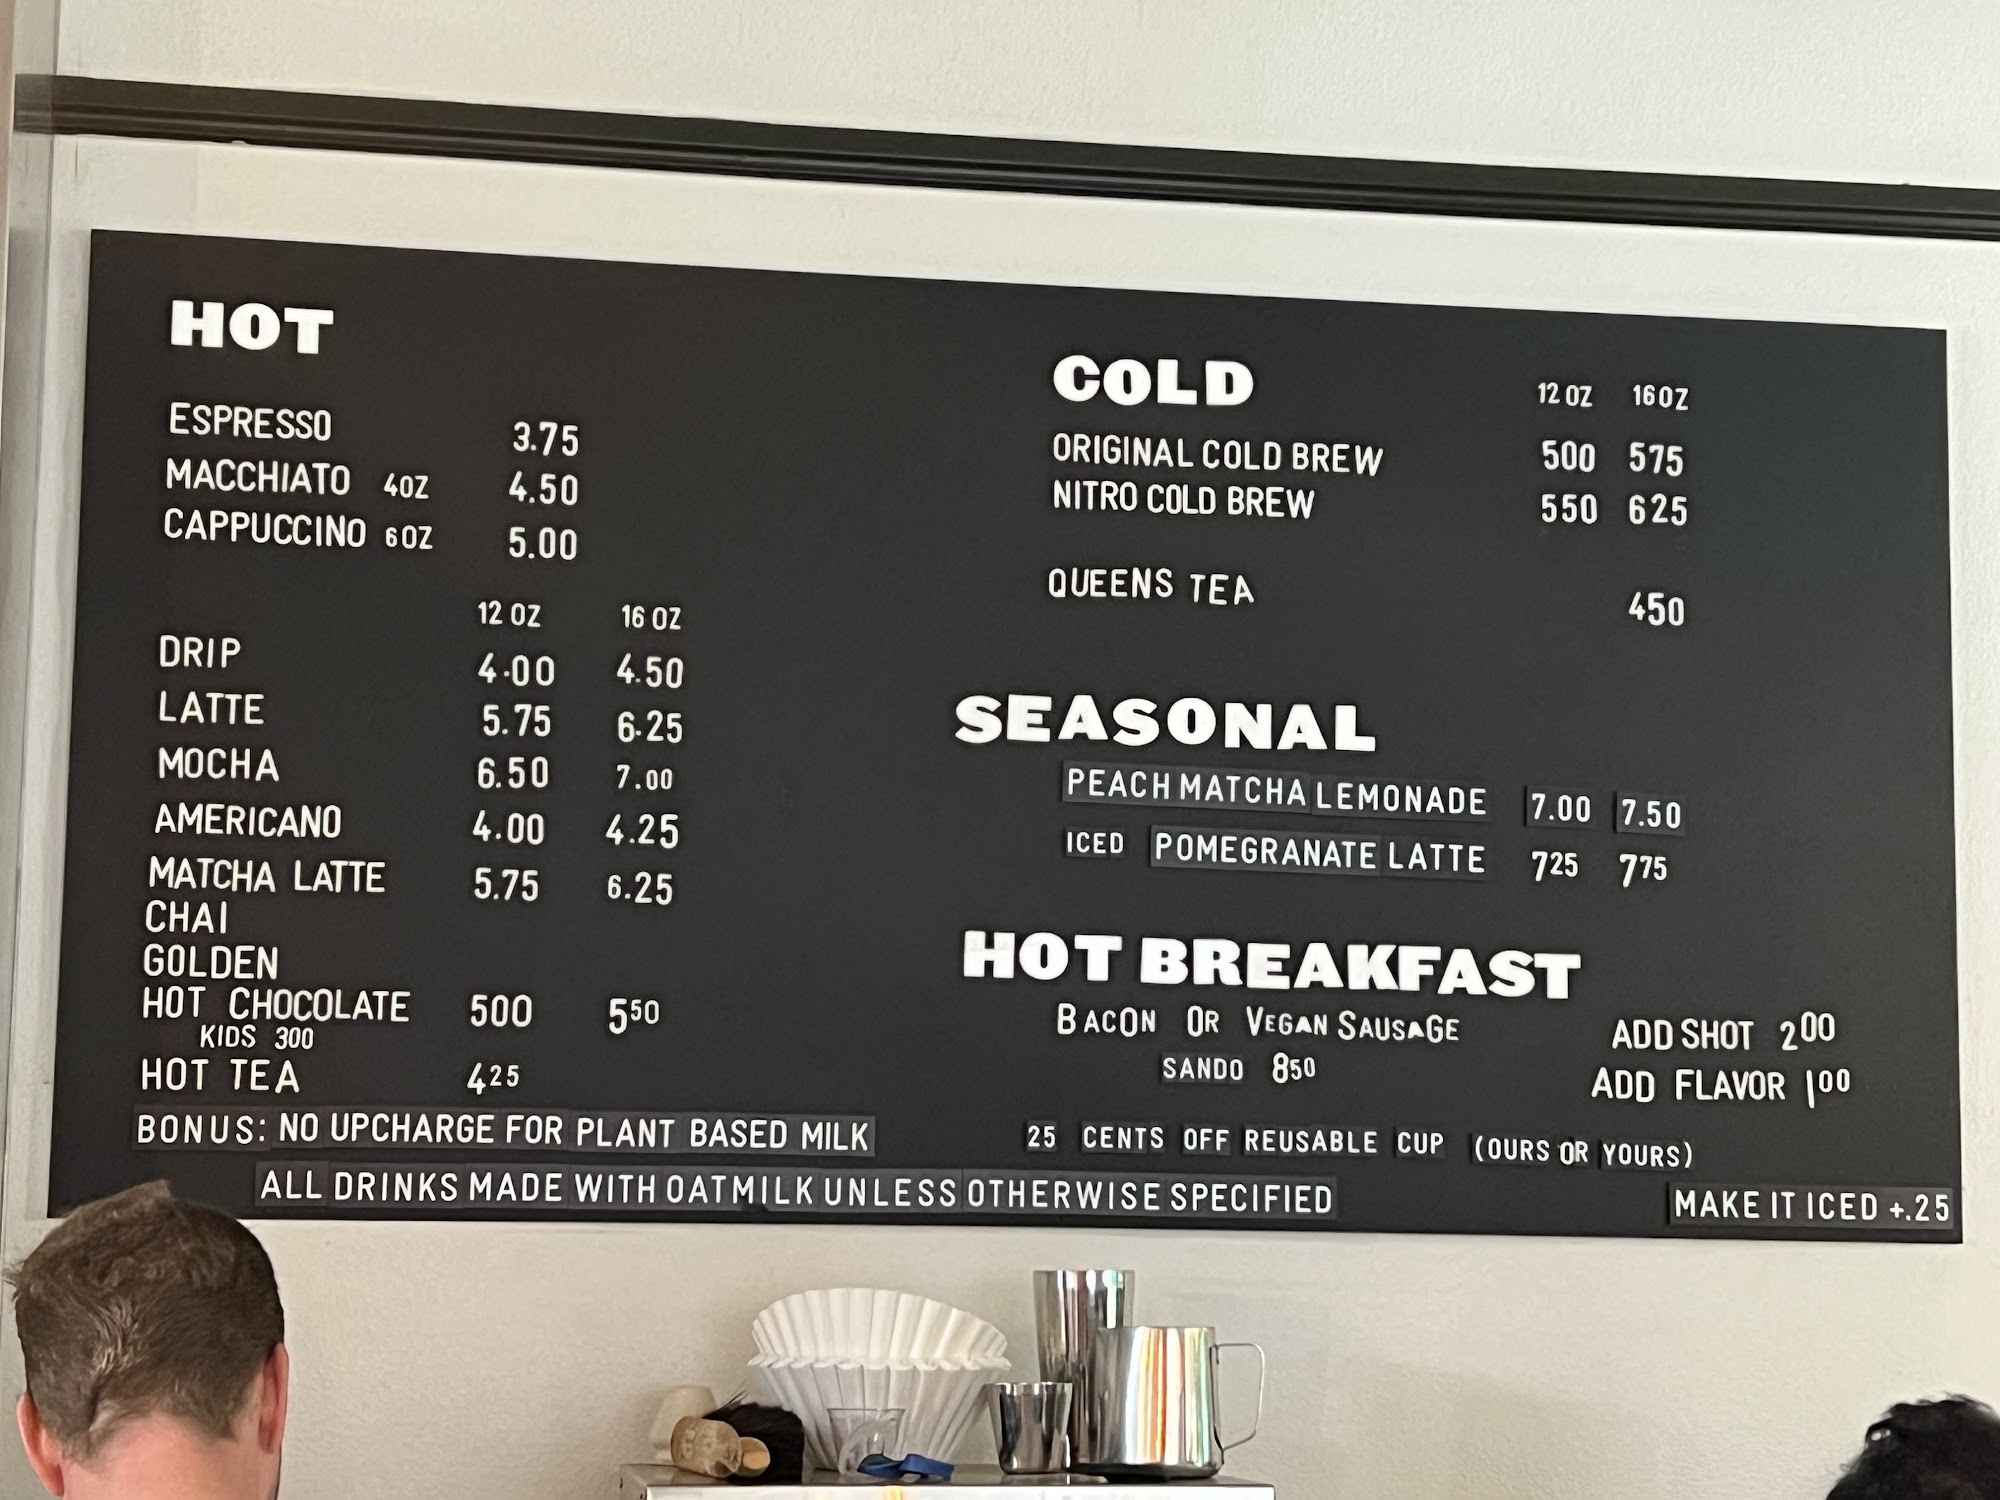 HOT
ESPRESSO 3.75
MACCHIATO 4OZ 4.50
CAPPUCCINO 6OZ 5.00
12 OZ 16 OZ
DRIP 4.00 4.50
LATTE 5.75 6.25
MOCHA 6.50 7.00
AMERICANO 4.00 4.25
MATCHA LATTE 5.75 6.25
CHAI
GOLDEN
HOT CHOCOLATE 500 550
KIDS 300
HOT TEA 425
BONUS: NO UPCHARGE FOR PLANT BASED MILK
COLD 12 OZ 16 OZ
ORIGINAL COLD BREW 500 575
NITRO COLD BREW 550 625
QUEENS TEA 450
SEASONAL
PEACH MATCHA LEMONADE 7.00 7.50
ICED POMEGRANATE LATTE 725 775
HOT BREAKFAST
BACON OR VEGAN SAUSAGE
SANDO 850
ADD SHOT 200
ADD FLAVOR 100
25 CENTS OFF REUSABLE CUP (OURS OR YOURS)
ALL DRINKS MADE WITH OATMILK UNLESS OTHERWISE SPECIFIED
MAKE IT ICED +.25